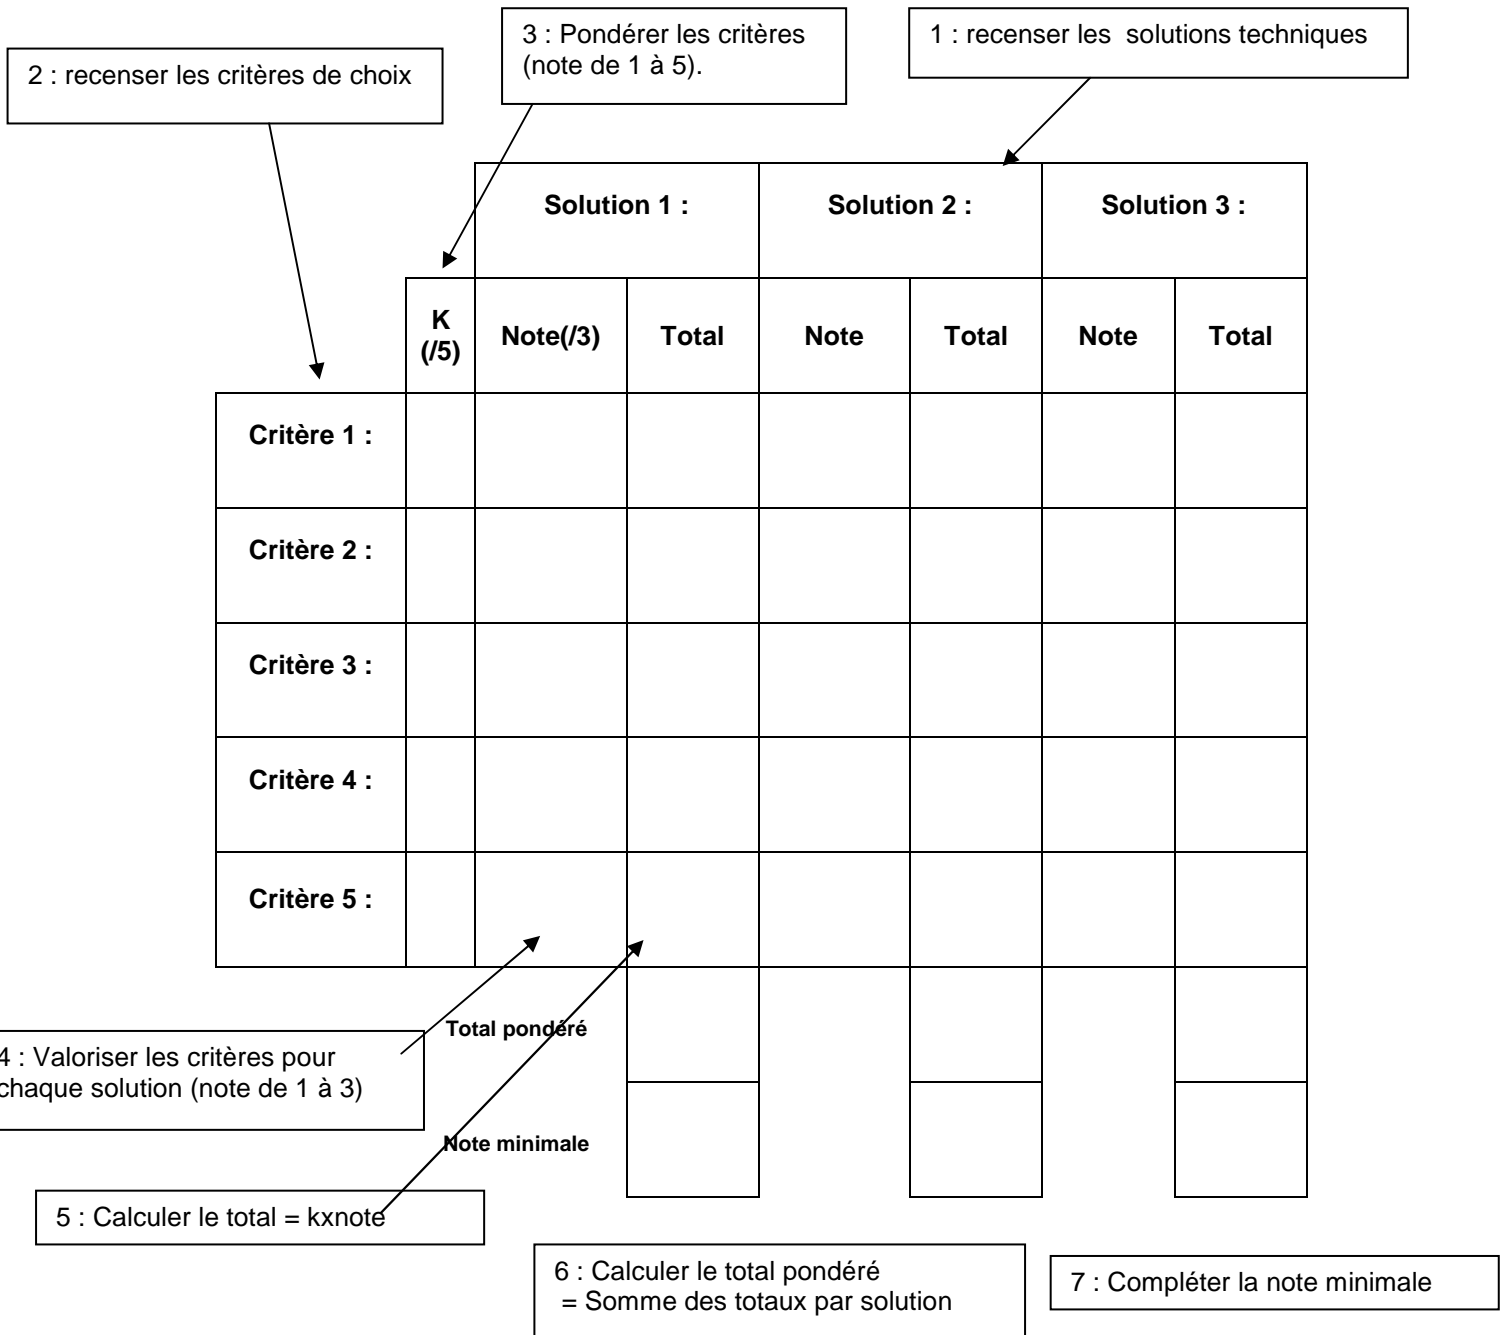 3 : Pondérer les critères
(note de 1 à 5).
1 : recenser les  solutions techniques
2 : recenser les critères de choix
Solution 1 :
Solution 2 :
Solution 3 :
K
(/5)
Note(/3)
Total
Note
Total
Note
Total
Critère 1 :
Critère 2 :
Critère 3 :
Critère 4 :
Critère 5 :
Total pondéré
4 : Valoriser les critères pour
chaque solution (note de 1 à 3)
Note minimale
5 : Calculer le total = kxnote
6 : Calculer le total pondéré
= Somme des totaux par solution
7 : Compléter la note minimale